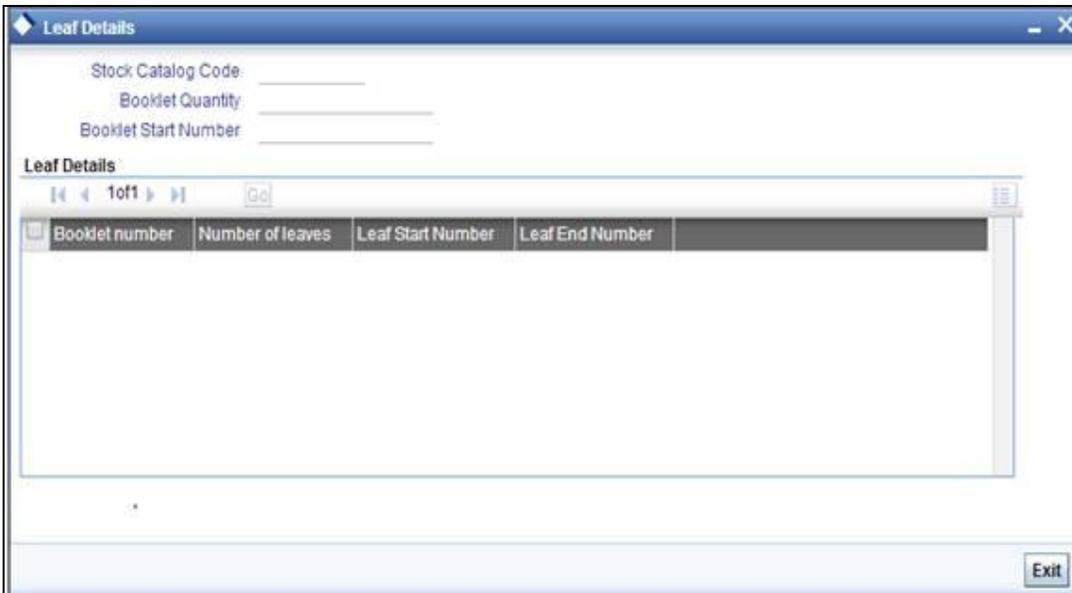 Leaf Details
Stock Catalog Code
Booklet Quantity
Booklet Start Number
Leaf Details
1of1 Go
Booklet number Number of leaves Leaf Start Number Leaf End Number
Exit